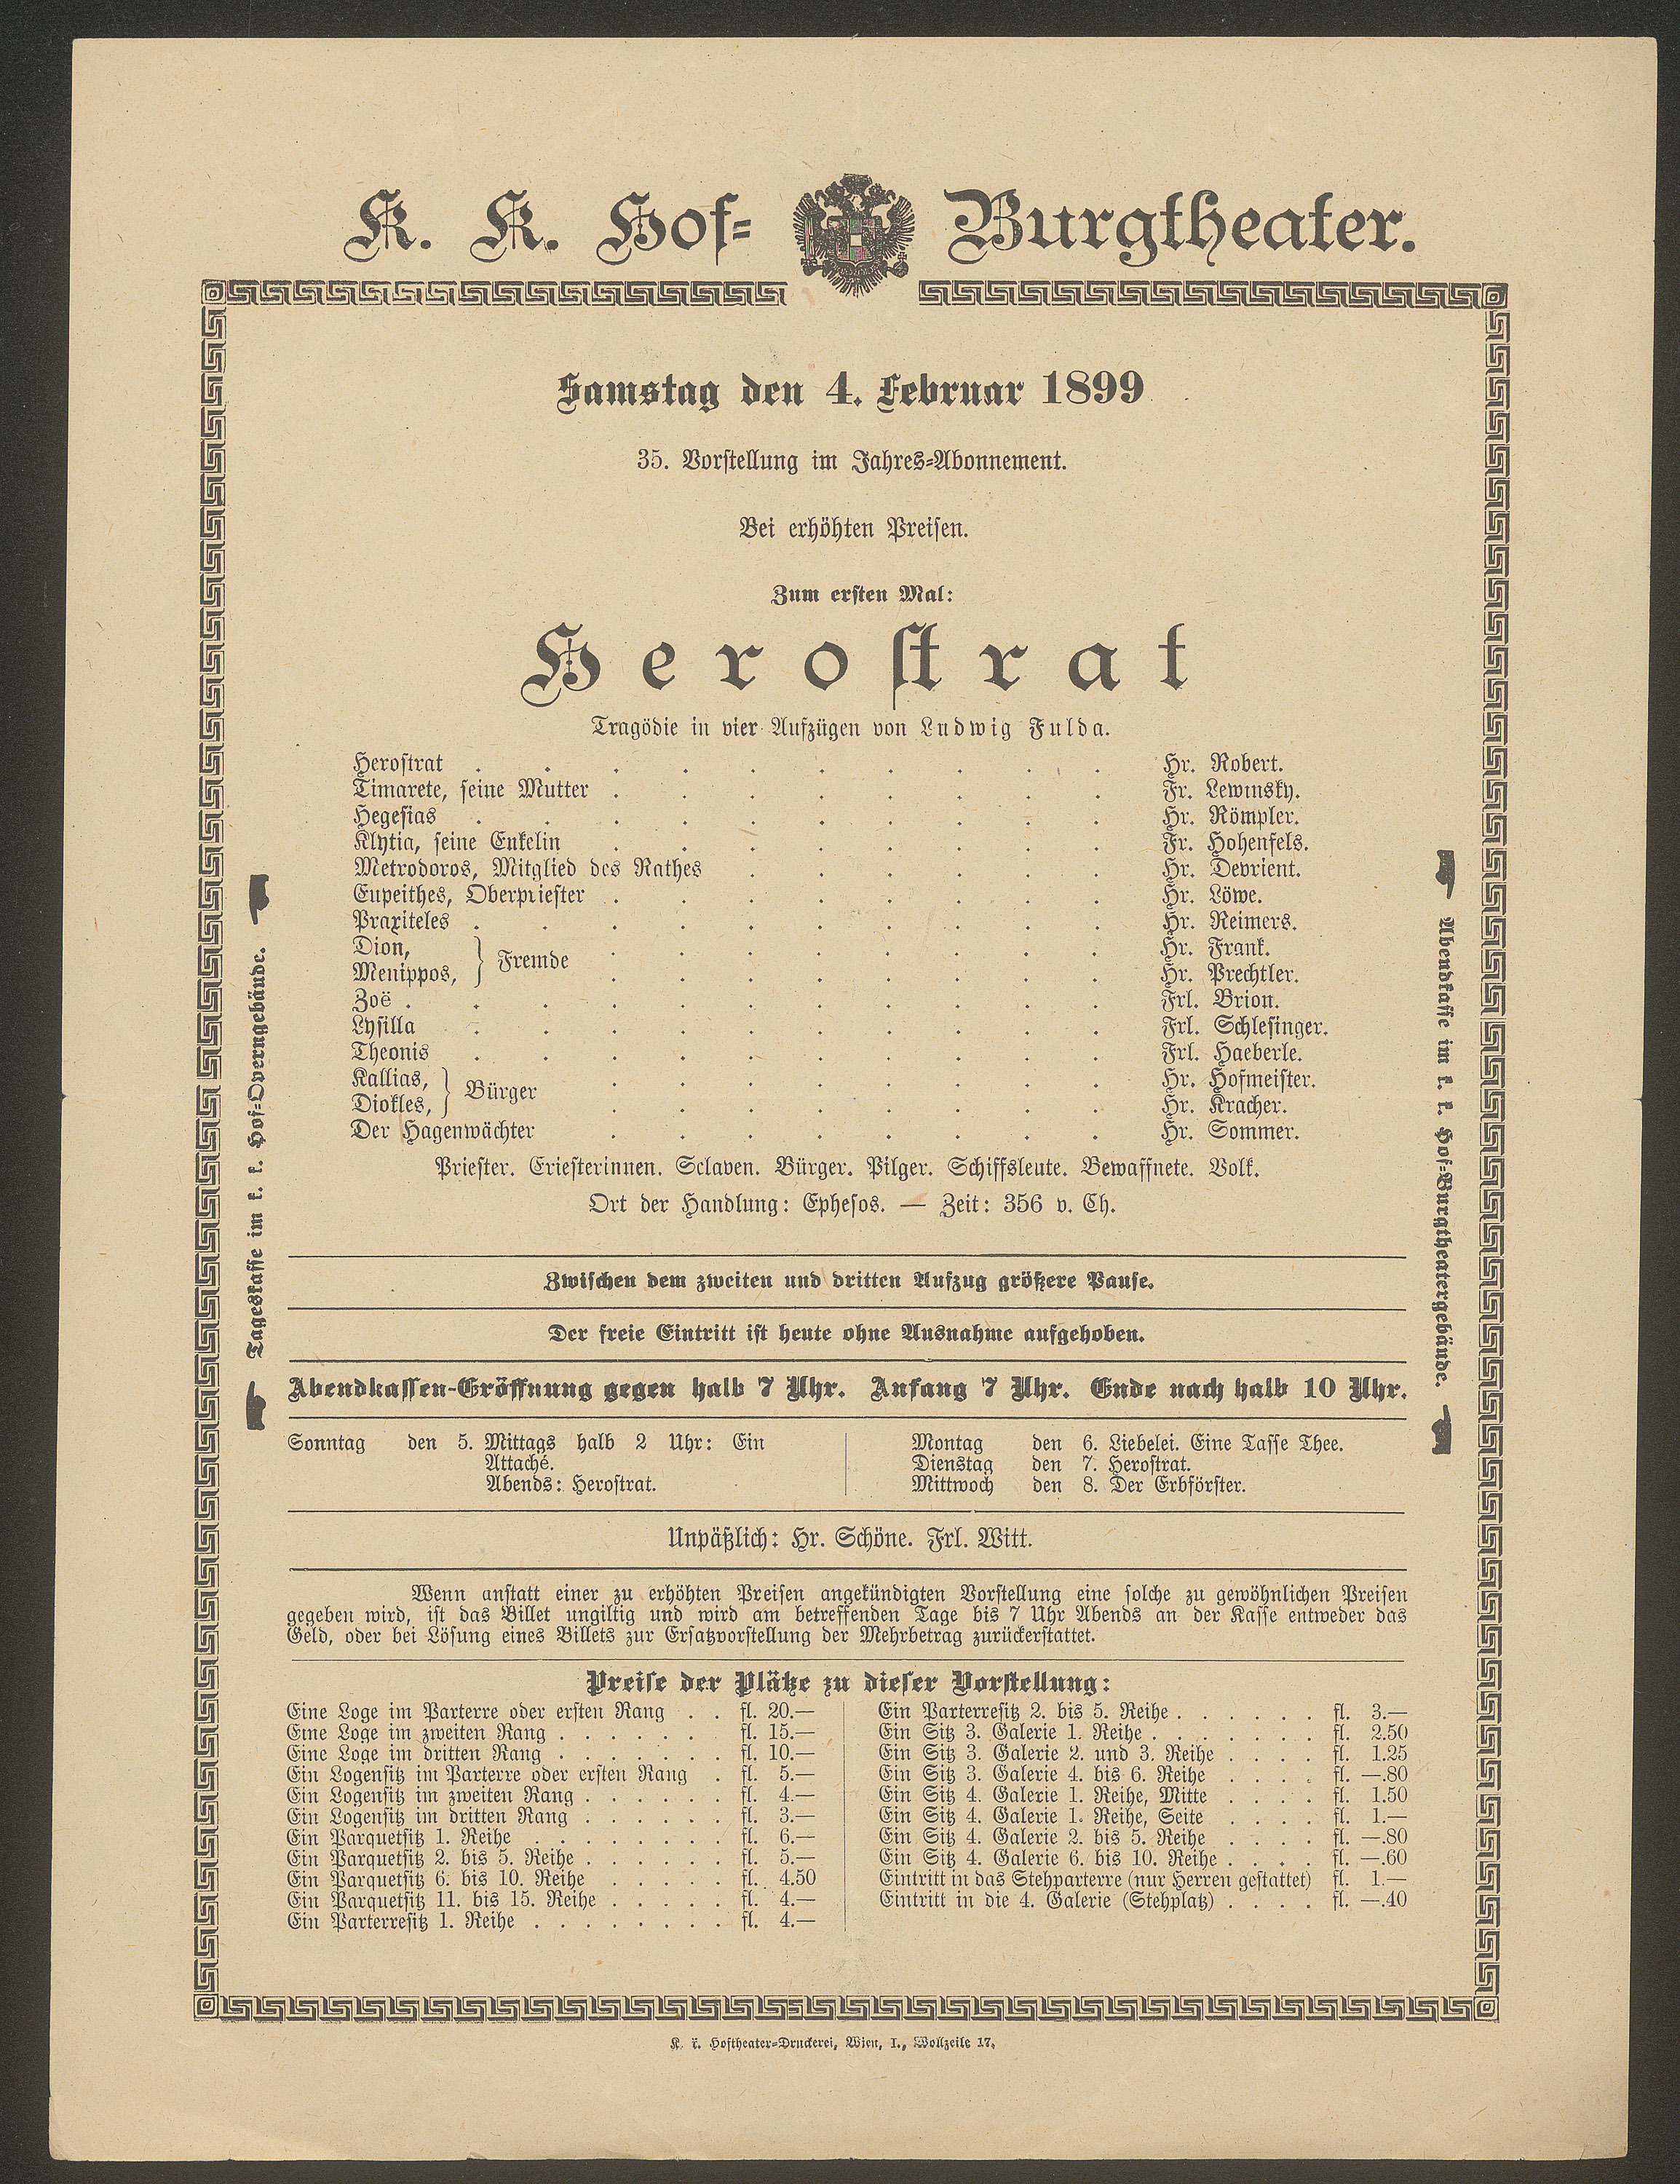 K. K. Hof- Burgtheater.
Samstag den 4. Februar 1899
35. Vorstellung im Jahres-Abonnement.
Bei erhöhten Preisen.
Zum ersten Mal:
Herostrat
Tragödie in vier Aufzügen von Ludwig Fulda.
Herostrat . . . . . . . . . . Hr. Robert.
Timarete, seine Mutter . . . . . . . . Fr. Lewinsky.
Hegesias . . . . . . . . . . Hr. Römpler.
Klytia, seine Enkelin . . . . . . . . Fr. Hohenfels.
Metrodoros, Mitglied des Rathes . . . . . . Hr. Devrient.
Eupeithes, Oberpriester . . . . . . . . Hr. Löwe.
Praxiteles . . . . . . . . . . Hr. Reimers.
Dion, } Fremde . . . . . . . . Hr. Frank.
Menippos, } . . . . . . . . Hr. Prechtler.
Zoë . . . . . . . . . . . Frl. Brion.
Lysilla . . . . . . . . . . Frl. Schlesinger.
Theonis . . . . . . . . . . Frl. Haeberle.
Kallias, } Bürger . . . . . . . . Hr. Hofmeister.
Diokles, } . . . . . . . . Hr. Kracher.
Der Hagenwächter . . . . . . . . Hr. Sommer.
Priester. Eriesterinnen. Sclaven. Bürger. Pilger. Schiffsleute. Bewaffnete. Volk.
Ort der Handlung: Ephesos. — Zeit: 356 v. Ch.
Zwischen dem zweiten und dritten Aufzug größere Pause.
Der freie Eintritt ist heute ohne Ausnahme aufgehoben.
Abendkassen-Eröffnung gegen halb 7 Uhr. Anfang 7 Uhr. Ende nach halb 10 Uhr.
Tageskasse im k. k. Hof-Operngebäude.
Abendkasse im k. k. Hof-Burgtheatergebäude.
Sonntag den 5. Mittags halb 2 Uhr: Ein
Attaché.
Abends: Herostrat.
Montag den 6. Liebelei. Eine Tasse Thee.
Dienstag den 7. Herostrat.
Mittwoch den 8. Der Erbförster.
Unpäßlich: Hr. Schöne. Frl. Witt.
Wenn anstatt einer zu erhöhten Preisen angekündigten Vorstellung eine solche zu gewöhnlichen Preisen
gegeben wird, ist das Billet ungiltig und wird am betreffenden Tage bis 7 Uhr Abends an der Kasse entweder das
Geld, oder bei Lösung eines Billets zur Ersatzvorstellung der Mehrbetrag zurückerstattet.
Preise der Plätze zu dieser Vorstellung:
Eine Loge im Parterre oder ersten Rang . . fl. 20.—
Eine Loge im zweiten Rang . . . . . . fl. 15.—
Eine Loge im dritten Rang . . . . . . fl. 10.—
Ein Logensitz im Parterre oder ersten Rang . fl. 5.—
Ein Logensitz im zweiten Rang . . . . . . fl. 4.—
Ein Logensitz im dritten Rang . . . . . . fl. 3.—
Ein Parquetsitz 1. Reihe . . . . . . . . fl. 6.—
Ein Parquetsitz 2. bis 5. Reihe . . . . . . fl. 5.—
Ein Parquetsitz 6. bis 10. Reihe . . . . . fl. 4.50
Ein Parquetsitz 11. bis 15. Reihe . . . . . fl. 4.—
Ein Parterresitz 1. Reihe . . . . . . . . fl. 4.—
Ein Parterresitz 2. bis 5. Reihe . . . . . . fl. 3.—
Ein Sitz 3. Galerie 1. Reihe . . . . . . . fl. 2.50
Ein Sitz 3. Galerie 2. und 3. Reihe . . . . fl. 1.25
Ein Sitz 3. Galerie 4. bis 6. Reihe . . . . fl. —.80
Ein Sitz 4. Galerie 1. Reihe, Mitte . . . . fl. 1.50
Ein Sitz 4. Galerie 1. Reihe, Seite . . . . fl. 1.—
Ein Sitz 4. Galerie 2. bis 5. Reihe . . . . fl. —.80
Ein Sitz 4. Galerie 6. bis 10. Reihe . . . . fl. —.60
Eintritt in das Stehparterre (nur Herren gestattet) fl. 1.—
Eintritt in die 4. Galerie (Stehplatz) . . . . fl. —.40
K. k. Hoftheater-Druckerei, Wien, I., Wollzeile 17.